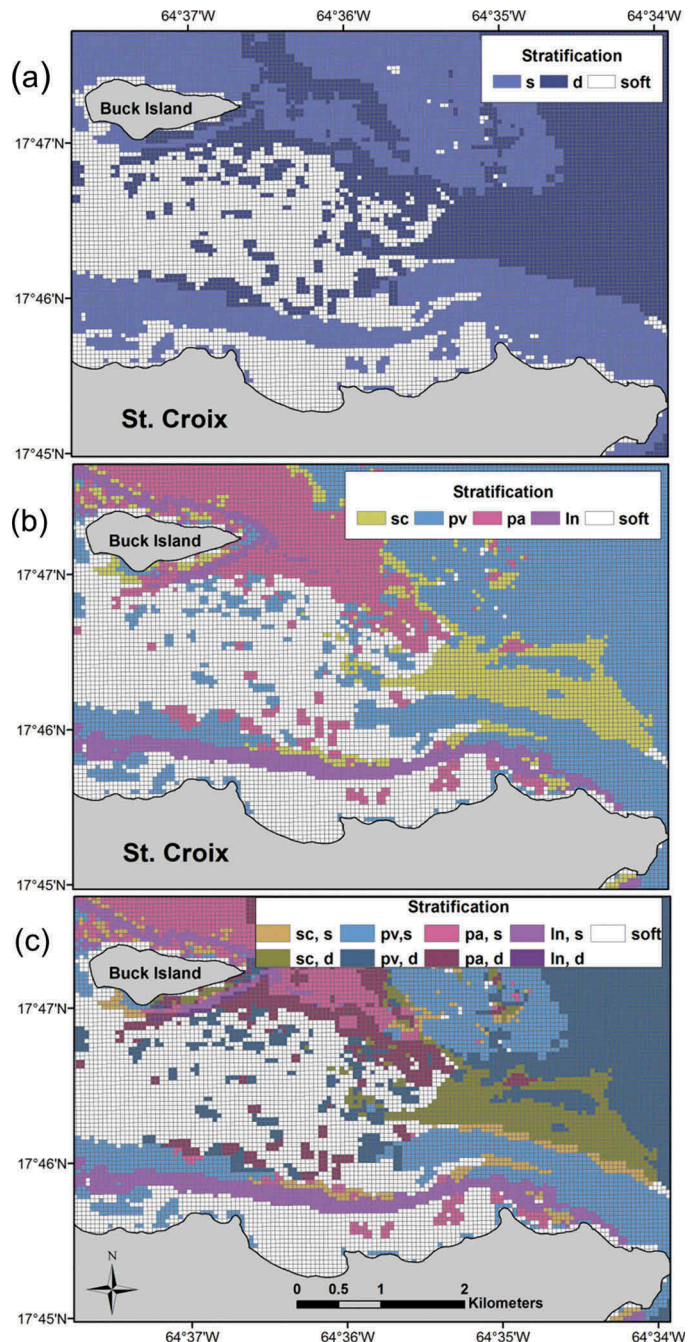 64°37'W 64°36'W 64°35'W 64°34'W
(a)
Stratification
s d soft
Buck Island
17°47'N
17°46'N
St. Croix
17°45'N
(b)
Stratification
sc pv pa ln soft
Buck Island
17°47'N
17°46'N
St. Croix
17°45'N
(c)
Stratification
sc, s pv,s pa, s ln, s soft
sc, d pv, d pa, d ln, d
Buck Island
17°47'N
17°46'N
N
0 0.5 1 2
Kilometers
17°45'N
64°37'W 64°36'W 64°35'W 64°34'W